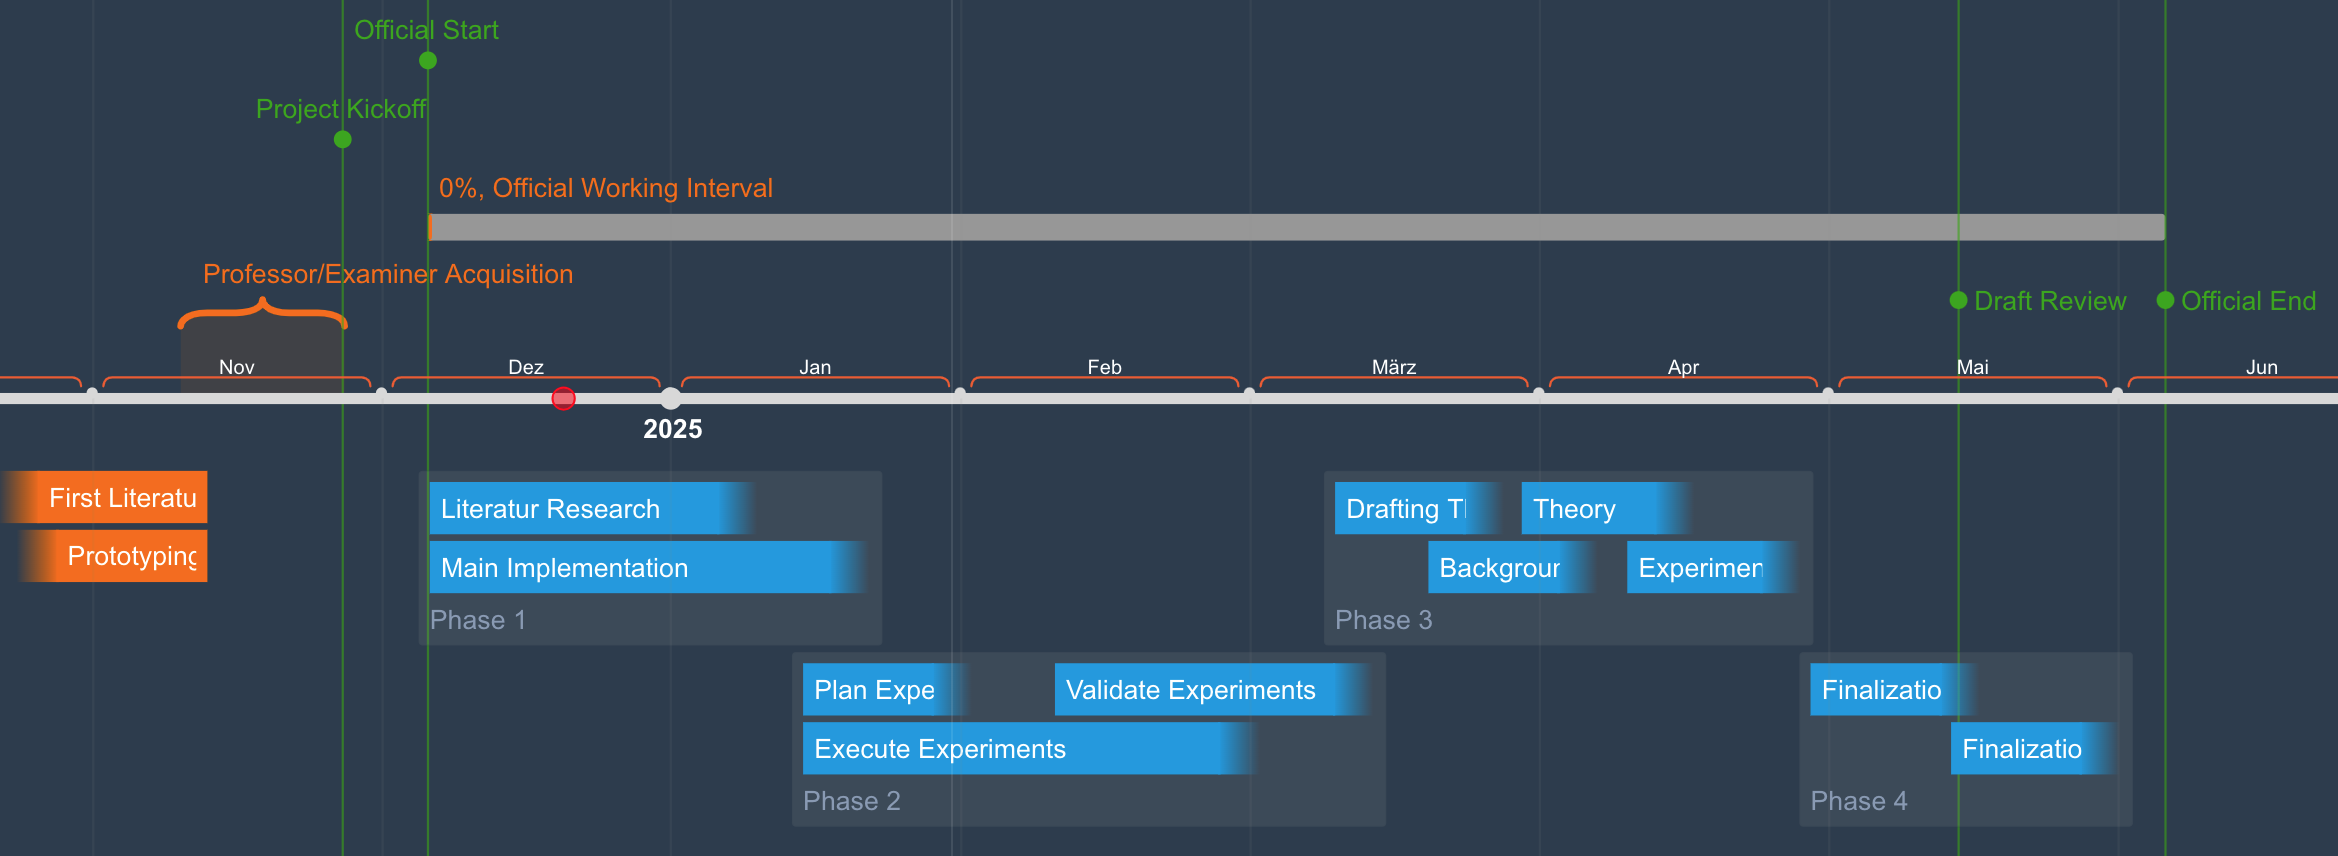 Official Start
Project Kickoff
0%, Official Working Interval
Professor/Examiner Acquisition
Draft Review
Official End
Nov
Dez
Jan
Feb
März
Apr
Mai
Jun
2025
First Literatu
Prototyping
Literatur Research
Main Implementation
Phase 1
Plan Expe
Validate Experiments
Execute Experiments
Phase 2
Drafting Tl
Theory
Backgrour
Experimen
Phase 3
Finalizatio
Finalizatio
Phase 4